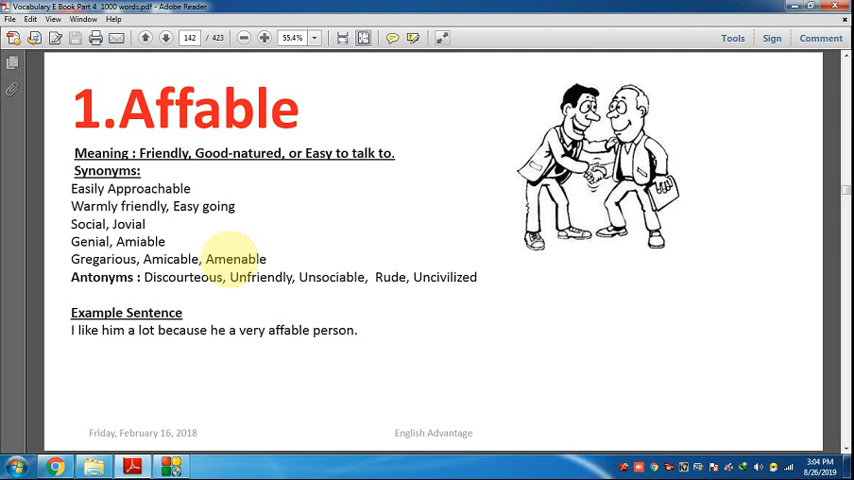 Vocabulary E Book Part 4 1000 words.pdf - Adobe Reader
File Edit View Window Help
142 / 423 55.4% Tools Sign Comment
1.Affable
Meaning : Friendly, Good-natured, or Easy to talk to.
Synonyms:
Easily Approachable
Warmly friendly, Easy going
Social, Jovial
Genial, Amiable
Gregarious, Amicable, Amenable
Antonyms : Discourteous, Unfriendly, Unsociable, Rude, Uncivilized
Example Sentence
I like him a lot because he a very affable person.
Friday, February 16, 2018 English Advantage
3:04 PM
8/26/2019